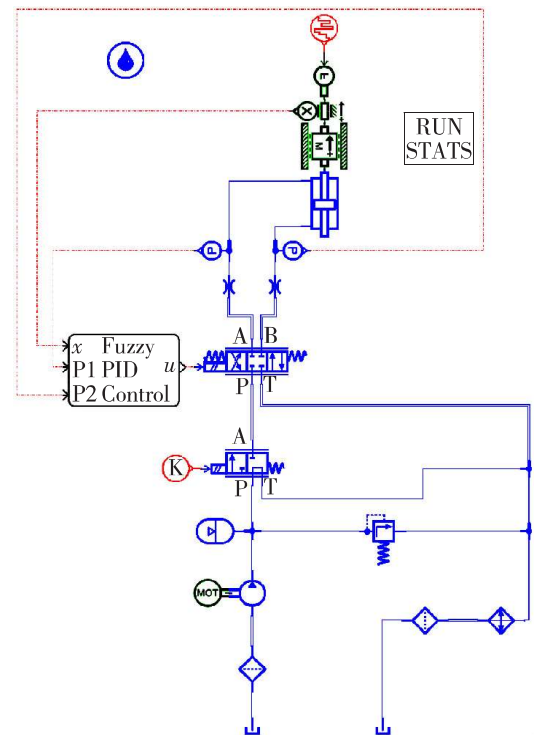 F
X
RUN
STATS
M
P
P
A B
x Fuzzy
P1 PID u
P2 Control
P T
A
K
P T
MOT